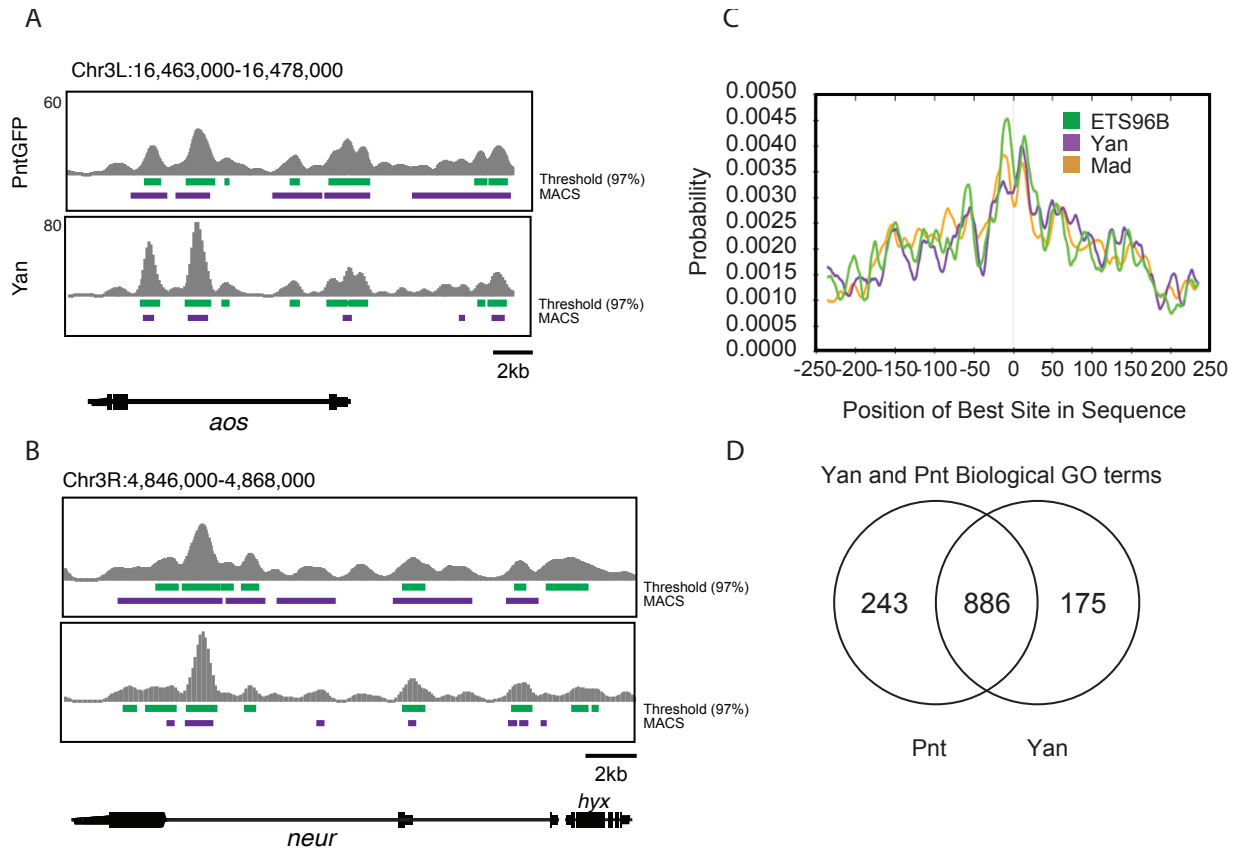 A
Chr3L:16,463,000-16,478,000
60
PntGFP
Threshold (97%)
MACS
80
Yan
Threshold (97%)
MACS
2kb
aos
B
Chr3R:4,846,000-4,868,000
Threshold (97%)
MACS
Threshold (97%)
MACS
2kb
hyx
neur
C
0.0050
0.0045
0.0040
0.0035
0.0030
0.0025
0.0020
0.0015
0.0010
0.0005
0.0000
Probability
ETS96B
Yan
Mad
-250-200-150-100-50 0 50 100 150 200 250
Position of Best Site in Sequence
D
Yan and Pnt Biological GO terms
243 886 175
Pnt Yan